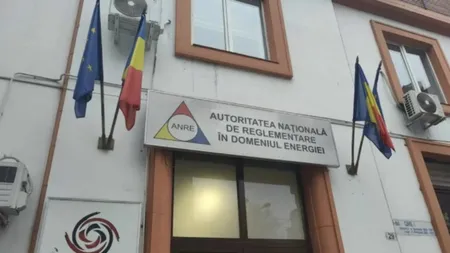 ANRE
AUTORITATEA NAȚIONALĂ
DE REGLEMENTARE
ÎN DOMENIUL ENERGIEI